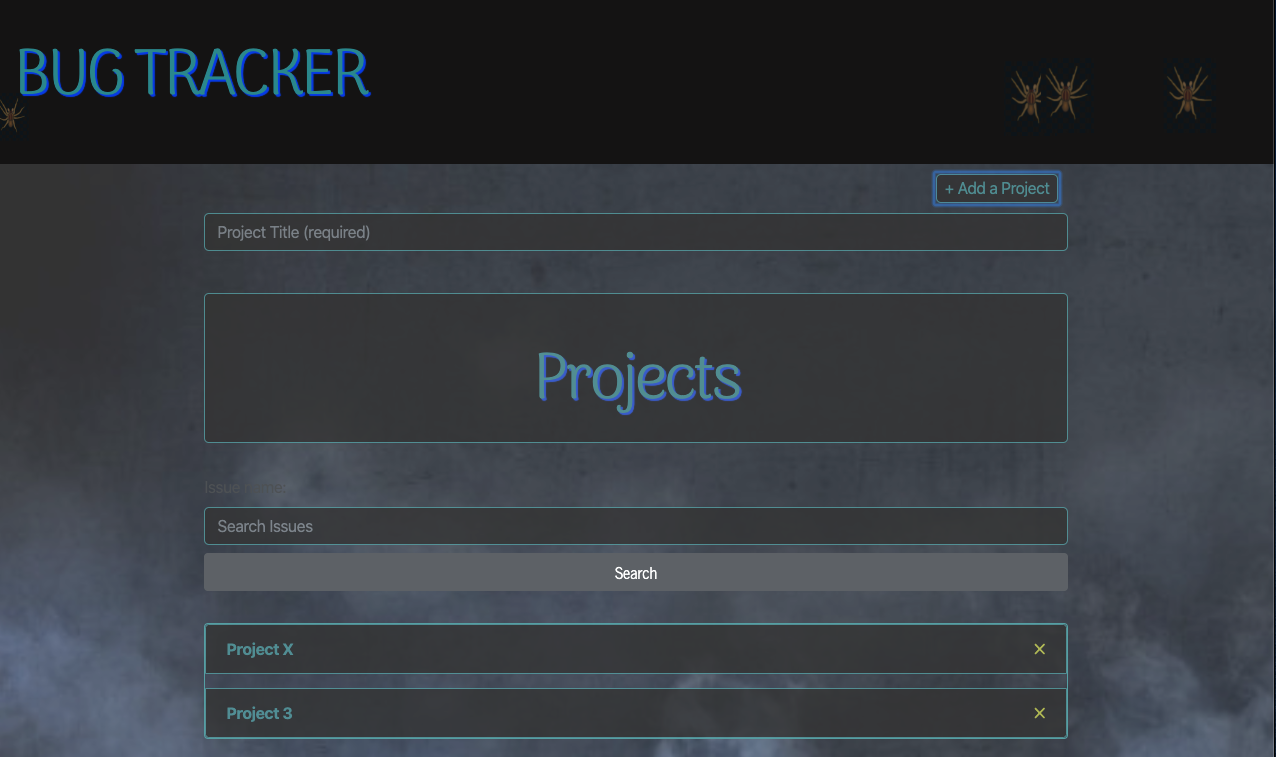 BUG TRACKER
+ Add a Project
Project Title (required)
Projects
Issue name:
Search Issues
Search
Project X
Project 3